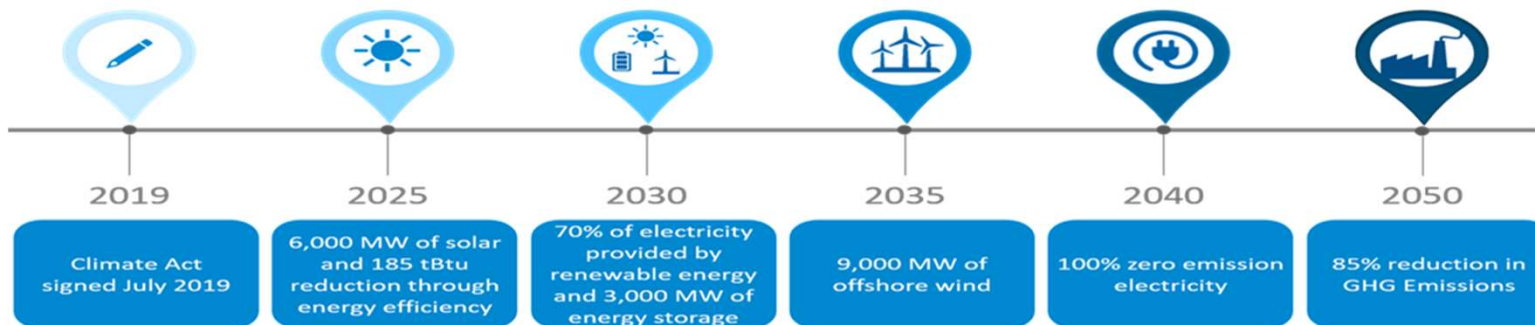 2019
Climate Act
signed July 2019
2025
6,000 MW of solar
and 185 tBtu
reduction through
energy efficiency
2030
70% of electricity
provided by
renewable energy
and 3,000 MW of
energy storage
2035
9,000 MW of
offshore wind
2040
100% zero emission
electricity
2050
85% reduction in
GHG Emissions